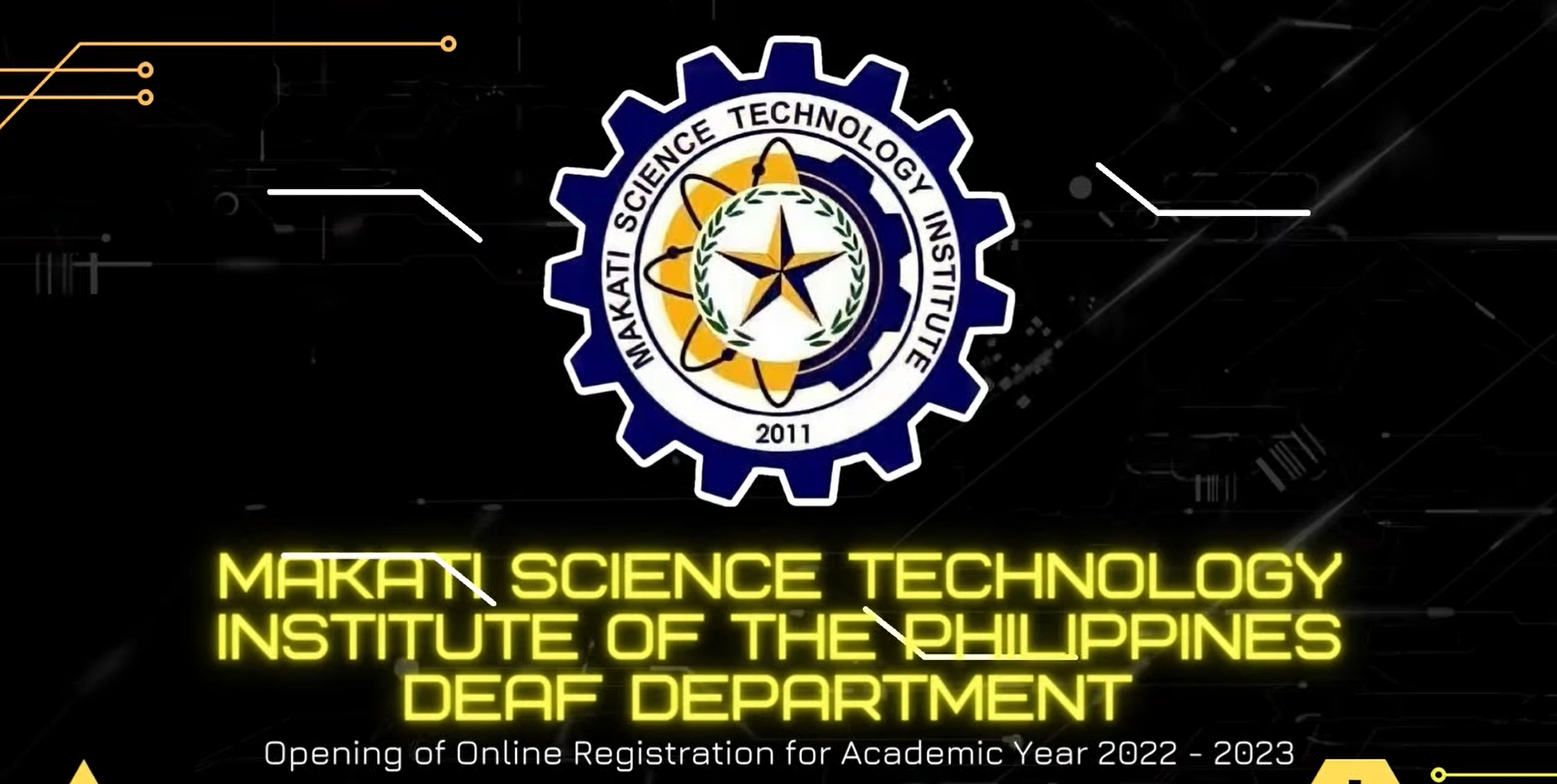 MAKATI SCIENCE TECHNOLOGY INSTITUTE
2011
MAKATI SCIENCE TECHNOLOGY
INSTITUTE OF THE PHILIPPINES
DEAF DEPARTMENT
Opening of Online Registration for Academic Year 2022 - 2023